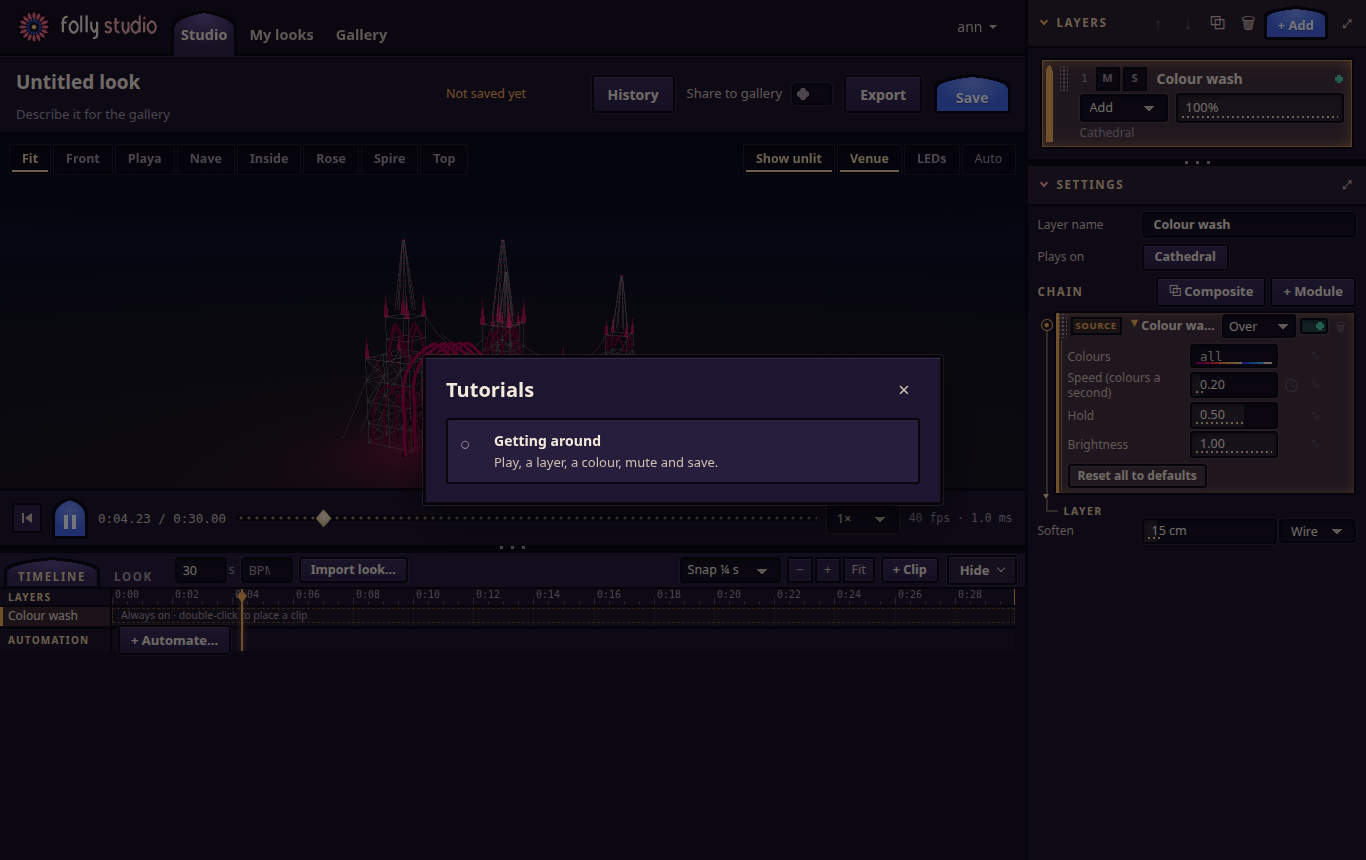 folly studio
Studio
My looks
Gallery
ann
Untitled look
Describe it for the gallery
Not saved yet
History
Share to gallery
Export
Save
Fit
Front
Playa
Nave
Inside
Rose
Spire
Top
Show unlit
Venue
LEDs
Auto
Tutorials
×
Getting around
Play, a layer, a colour, mute and save.
0:04.23 / 0:30.00
1×
40 fps · 1.0 ms
TIMELINE
LOOK
30 s
BPM
Import look...
Snap ¼ s
−
+
Fit
+ Clip
Hide
LAYERS
0:00 0:02 0:04 0:06 0:08 0:10 0:12 0:14 0:16 0:18 0:20 0:22 0:24 0:26 0:28
Colour wash
Always on · double-click to place a clip
AUTOMATION
+ Automate...
LAYERS
+ Add
1 M S Colour wash
Add
100%
Cathedral
SETTINGS
Layer name
Colour wash
Plays on
Cathedral
CHAIN
Composite
+ Module
SOURCE
Colour wa...
Over
Colours
all
Speed (colours a
second)
0.20
Hold
0.50
Brightness
1.00
Reset all to defaults
LAYER
Soften
15 cm
Wire